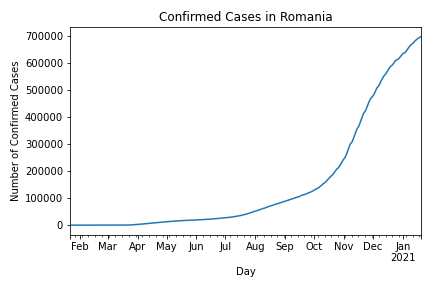 Confirmed Cases in Romania
Number of Confirmed Cases
700000
600000
500000
400000
300000
200000
100000
0
Feb Mar Apr May Jun Jul Aug Sep Oct Nov Dec Jan
2021
Day